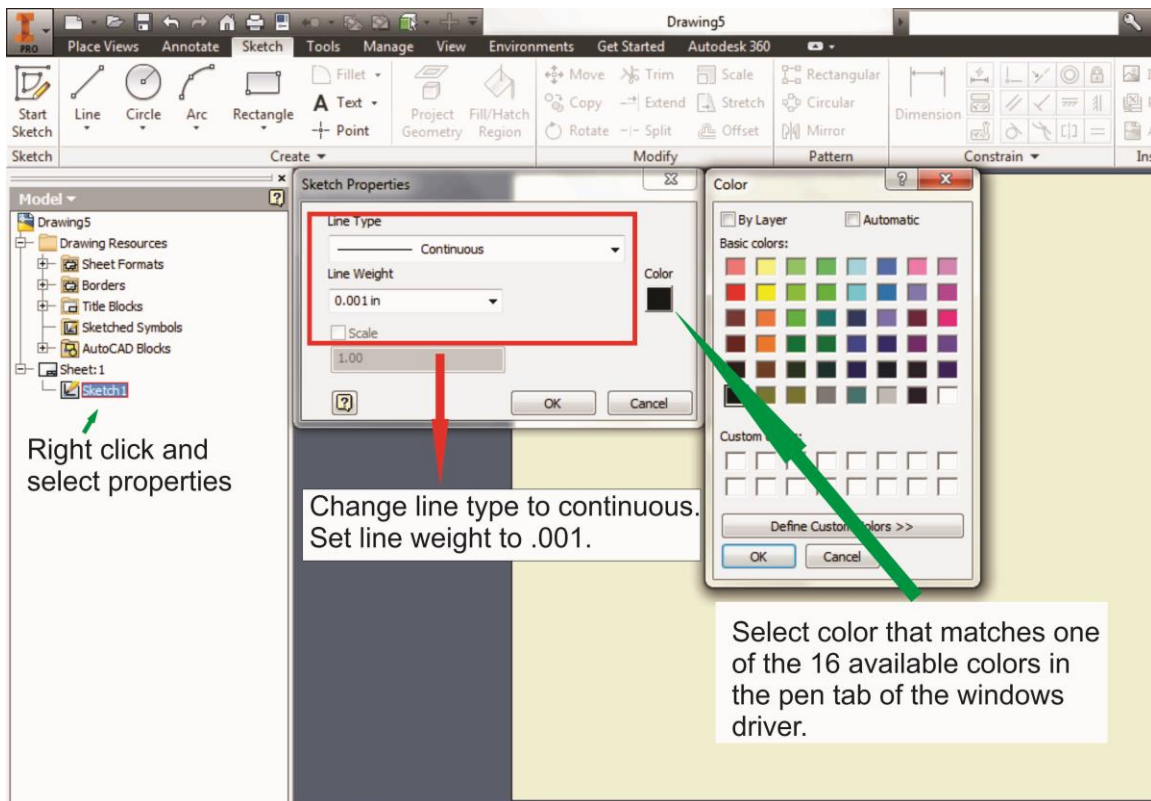 Drawing5
PRO
Place Views Annotate Sketch Tools Manage View Environments Get Started Autodesk 360
Start Sketch
Line
Circle
Arc
Rectangle
Fillet
A Text
Point
Project Geometry
Fill/Hatch Region
Move
Copy
Rotate
Trim
Extend
Split
Scale
Stretch
Offset
Rectangular
Circular
Mirror
Dimension
Sketch
Create
Modify
Pattern
Constrain
Ins
Model
Drawing5
Drawing Resources
Sheet Formats
Borders
Title Blocks
Sketched Symbols
AutoCAD Blocks
Sheet:1
Sketch1
Right click and
select properties
Sketch Properties
Line Type
Continuous
Line Weight
0.001 in
Scale
1.00
Color
OK Cancel
Change line type to continuous.
Set line weight to .001.
Color
By Layer Automatic
Basic colors:
Custom
Define Custom Colors >>
OK Cancel
Select color that matches one
of the 16 available colors in
the pen tab of the windows
driver.